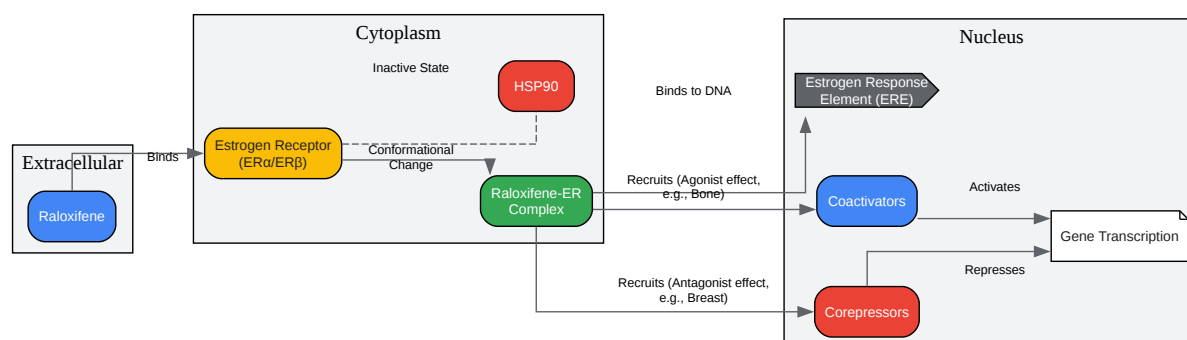 Cytoplasm
Nucleus
Inactive State
HSP90
Binds to DNA
Estrogen Response
Element (ERE)
Extracellular
Binds
Estrogen Receptor
(ERα/ERβ)
Conformational
Change
Raloxifene
Raloxifene-ER
Complex
Recruits (Agonist effect,
e.g., Bone)
Coactivators
Activates
Gene Transcription
Recruits (Antagonist effect,
e.g., Breast)
Represses
Corepressors